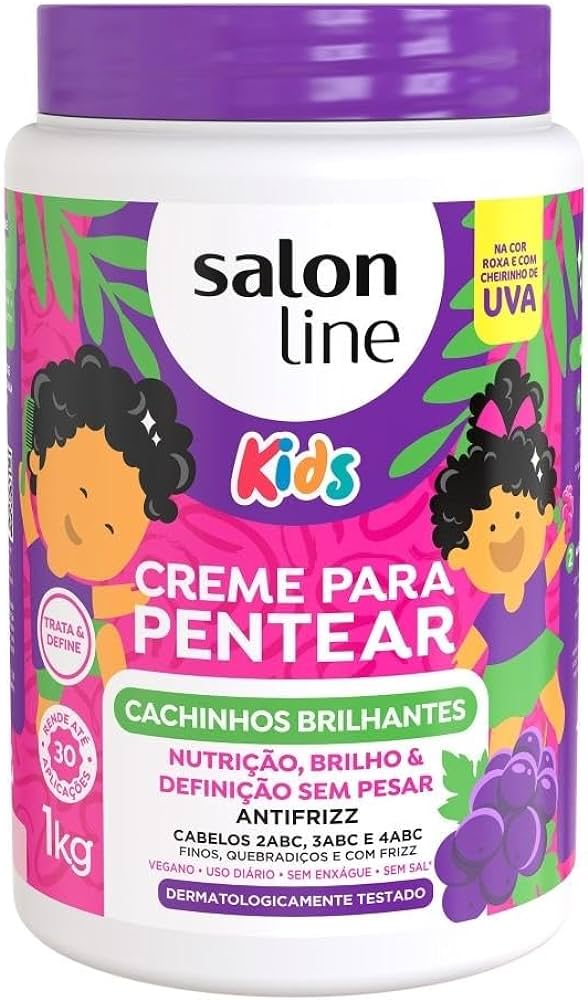 salon
line
Kids
NA COR
ROXA E COM
CHEIRINHO DE
UVA
CREME PARA
PENTEAR
TRATA &
DEFINE
CACHINHOS BRILHANTES
RENDE ATÉ
30
APLICAÇÕES
NUTRIÇÃO, BRILHO &
DEFINIÇÃO SEM PESAR
ANTIFRIZZ
CABELOS 2ABC, 3ABC E 4ABC
FINOS, QUEBRADIÇOS E COM FRIZZ
VEGANO • USO DIÁRIO • SEM ENXÁGUE • SEM SAL*
DERMATOLOGICAMENTE TESTADO
1kg